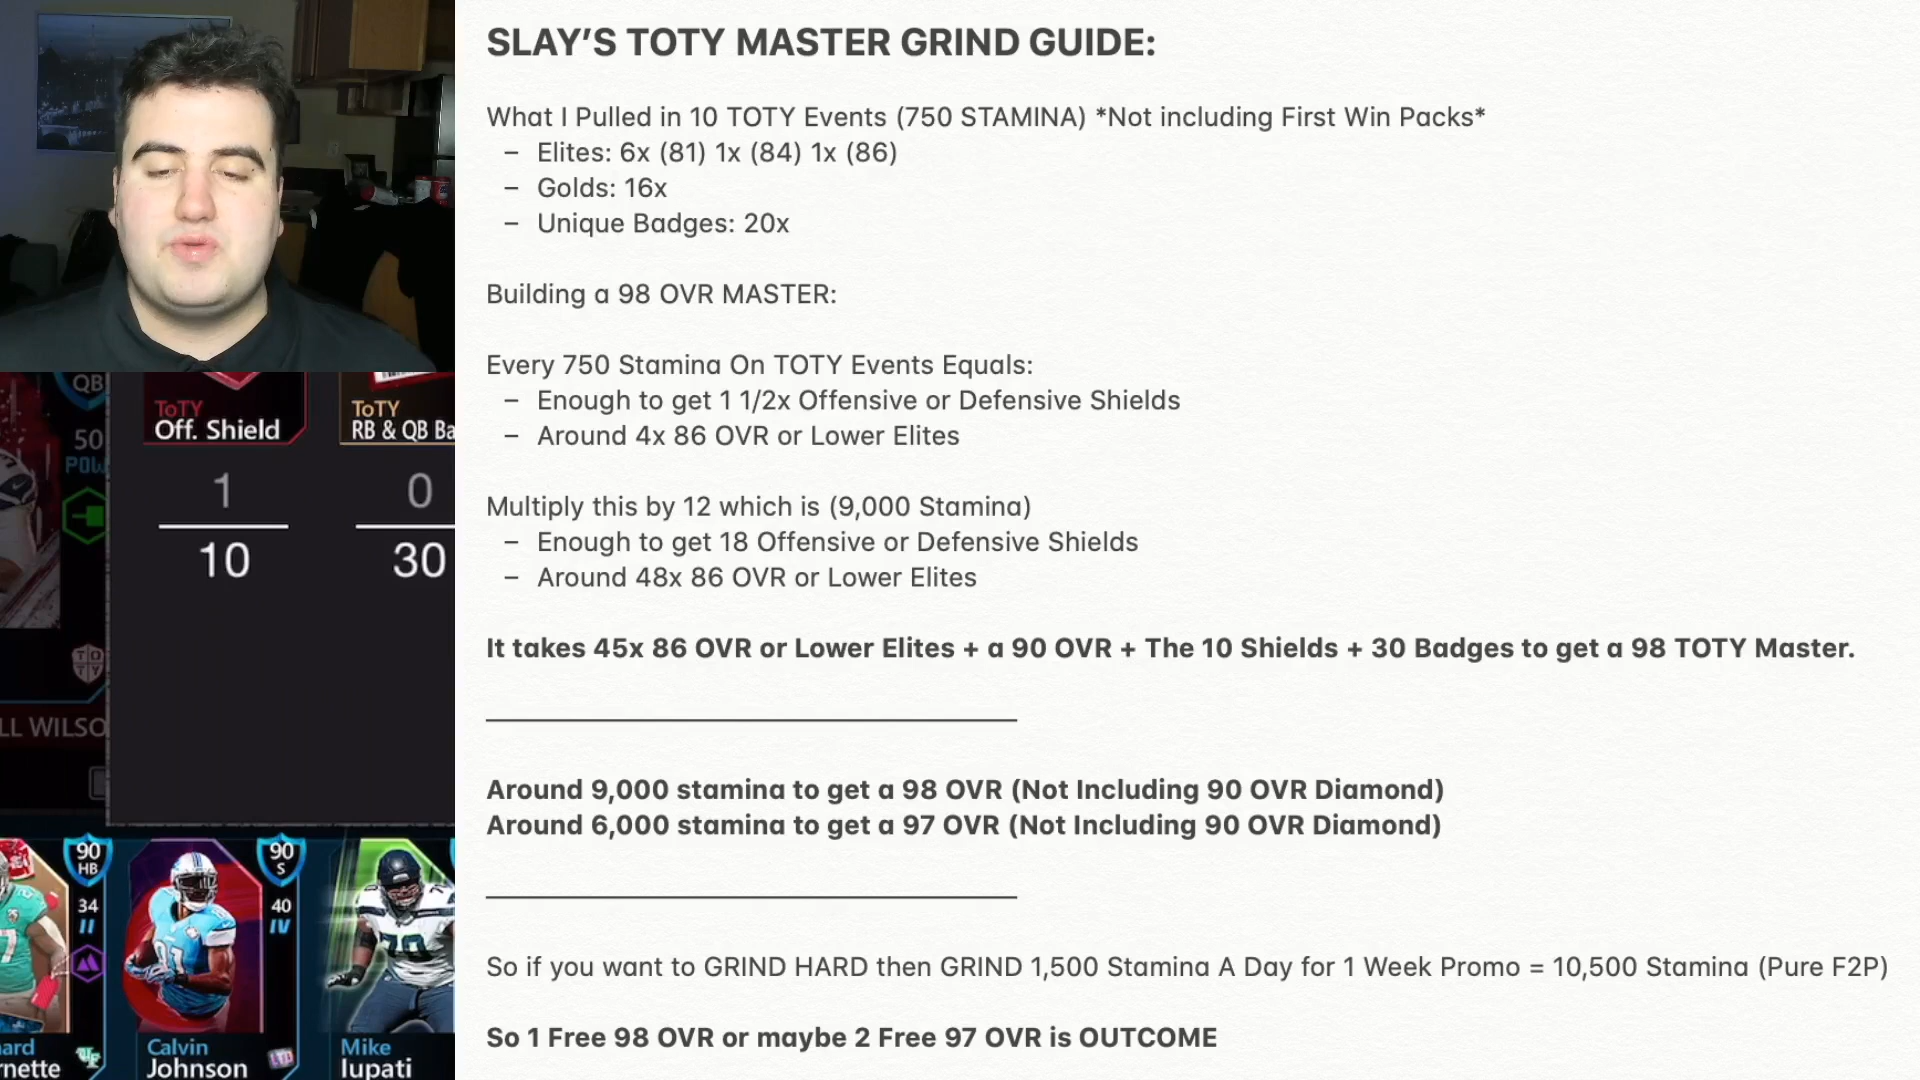 SLAY’S TOTY MASTER GRIND GUIDE:
What I Pulled in 10 TOTY Events (750 STAMINA) *Not including First Win Packs*
– Elites: 6x (81) 1x (84) 1x (86)
– Golds: 16x
– Unique Badges: 20x
Building a 98 OVR MASTER:
Every 750 Stamina On TOTY Events Equals:
– Enough to get 1 1/2x Offensive or Defensive Shields
– Around 4x 86 OVR or Lower Elites
Multiply this by 12 which is (9,000 Stamina)
– Enough to get 18 Offensive or Defensive Shields
– Around 48x 86 OVR or Lower Elites
It takes 45x 86 OVR or Lower Elites + a 90 OVR + The 10 Shields + 30 Badges to get a 98 TOTY Master.
Around 9,000 stamina to get a 98 OVR (Not Including 90 OVR Diamond)
Around 6,000 stamina to get a 97 OVR (Not Including 90 OVR Diamond)
So if you want to GRIND HARD then GRIND 1,500 Stamina A Day for 1 Week Promo = 10,500 Stamina (Pure F2P)
So 1 Free 98 OVR or maybe 2 Free 97 OVR is OUTCOME
QB
50
POW
LL WILSO
ToTY
Off. Shield
1
10
ToTY
RB & QB Ba
0
30
90
HB
34
II
ard
rnette
90
S
40
IV
Calvin
Johnson
LTD
Mike
Iupati